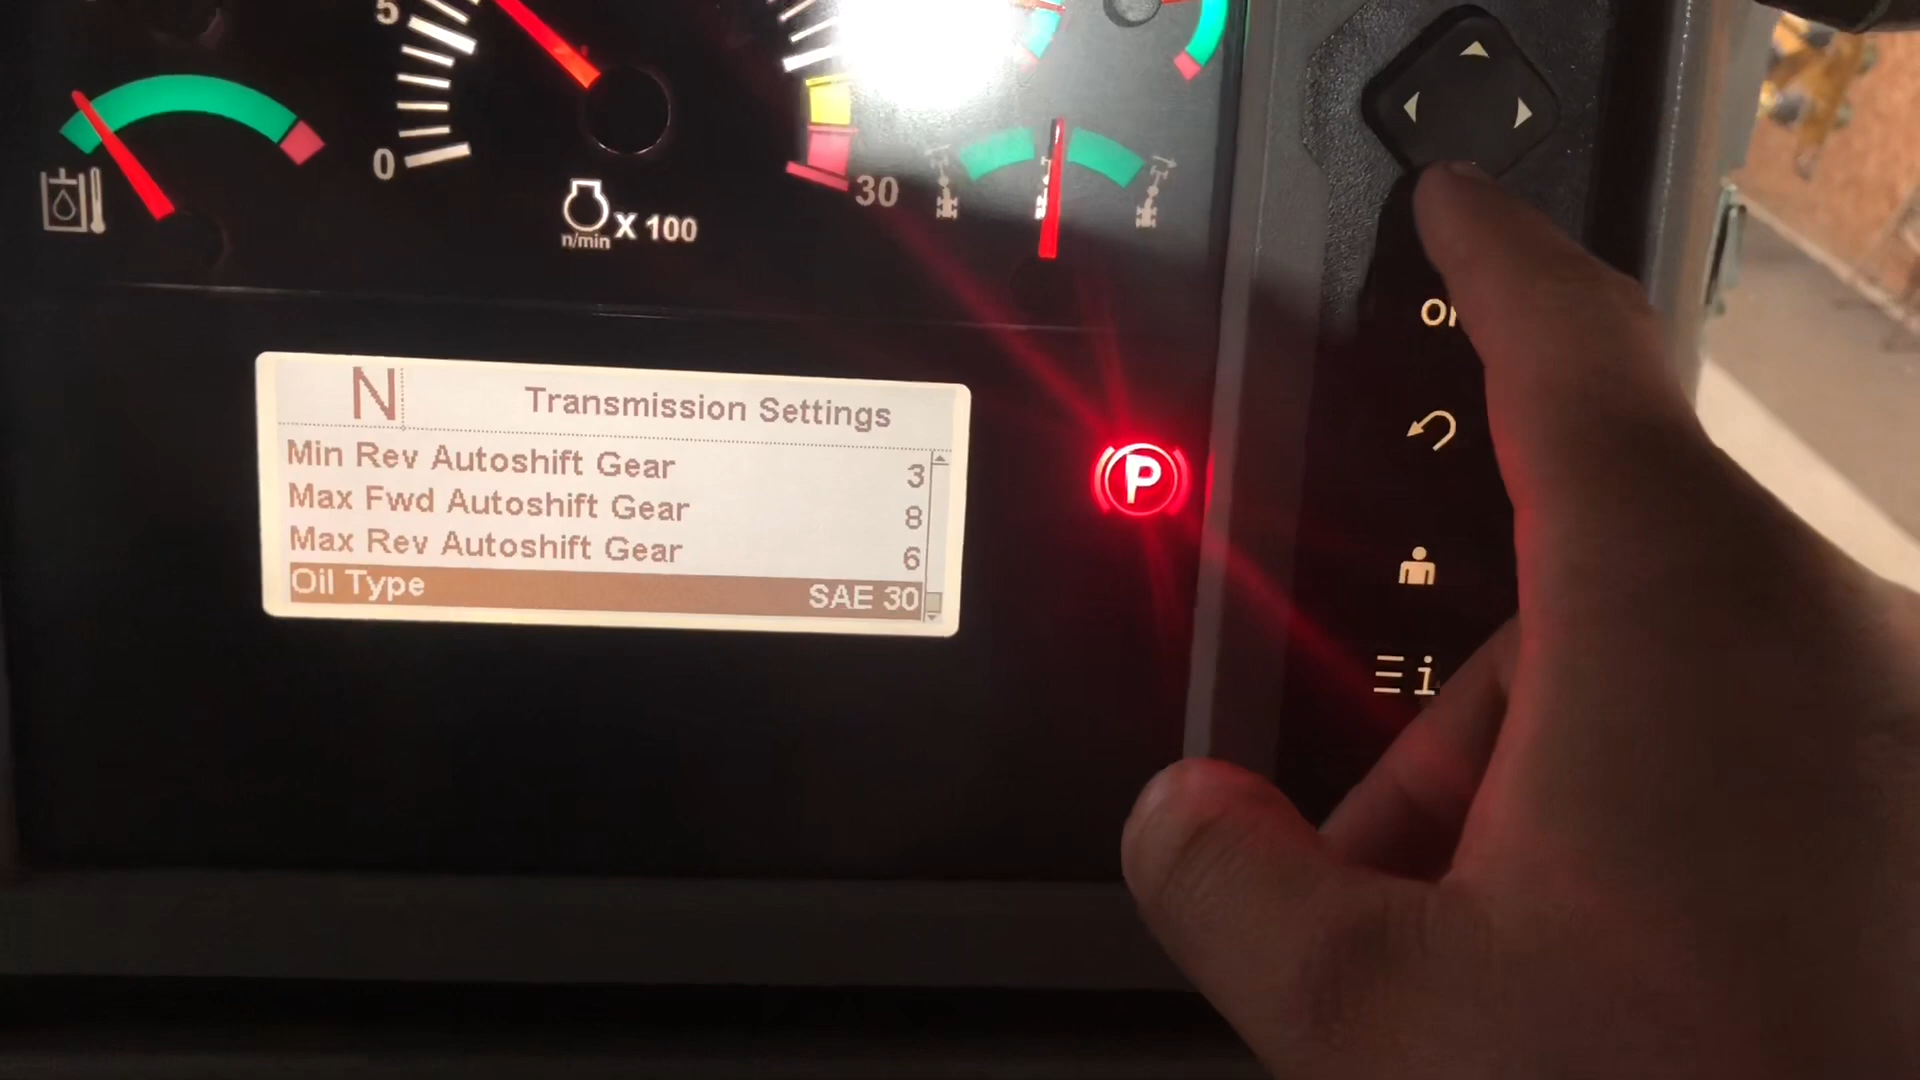 5
0
30
n/min X 100
N Transmission Settings
Min Rev Autoshift Gear 3
Max Fwd Autoshift Gear 8
Max Rev Autoshift Gear 6
Oil Type SAE 30
P
i